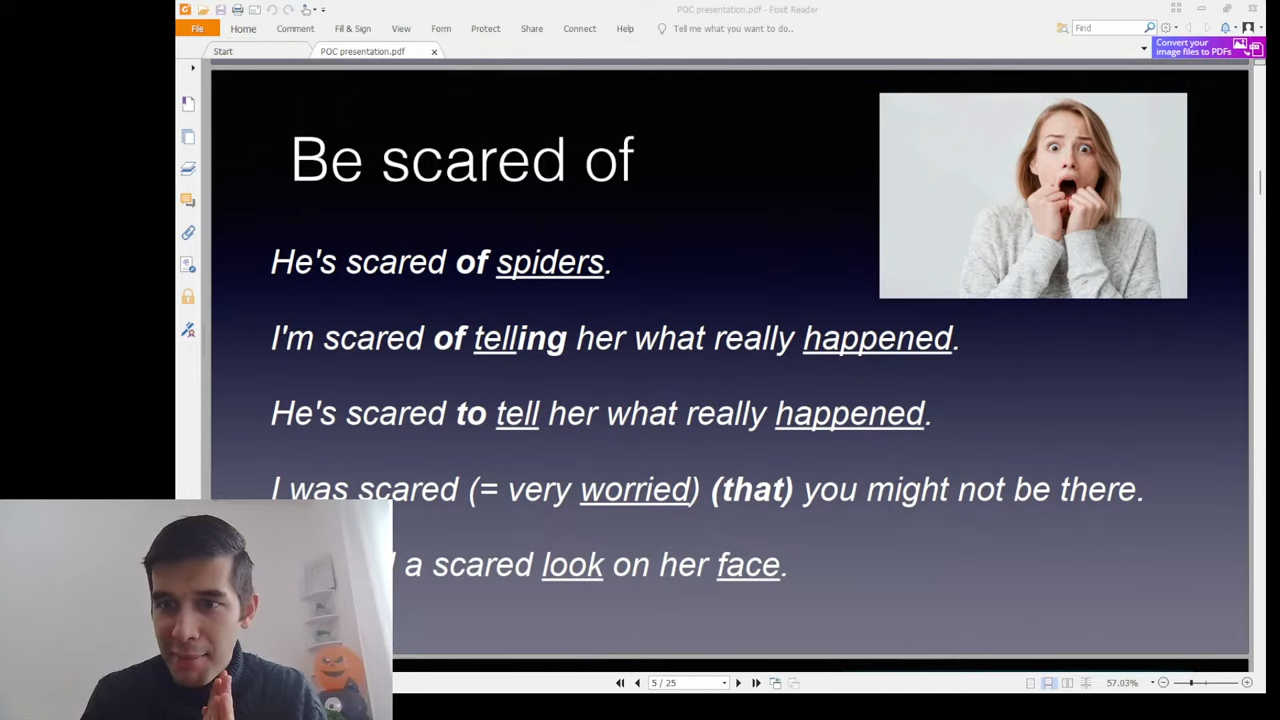 POC presentation.pdf - Foxit Reader
File Home Comment Fill & Sign View Form Protect Share Connect Help Tell me what you want to do.. Find
Start POC presentation.pdf
Convert your
image files to PDFs
Be scared of
He's scared of spiders.
I'm scared of telling her what really happened.
He's scared to tell her what really happened.
I was scared (= very worried) (that) you might not be there.
a scared look on her face.
5 / 25 57.03%